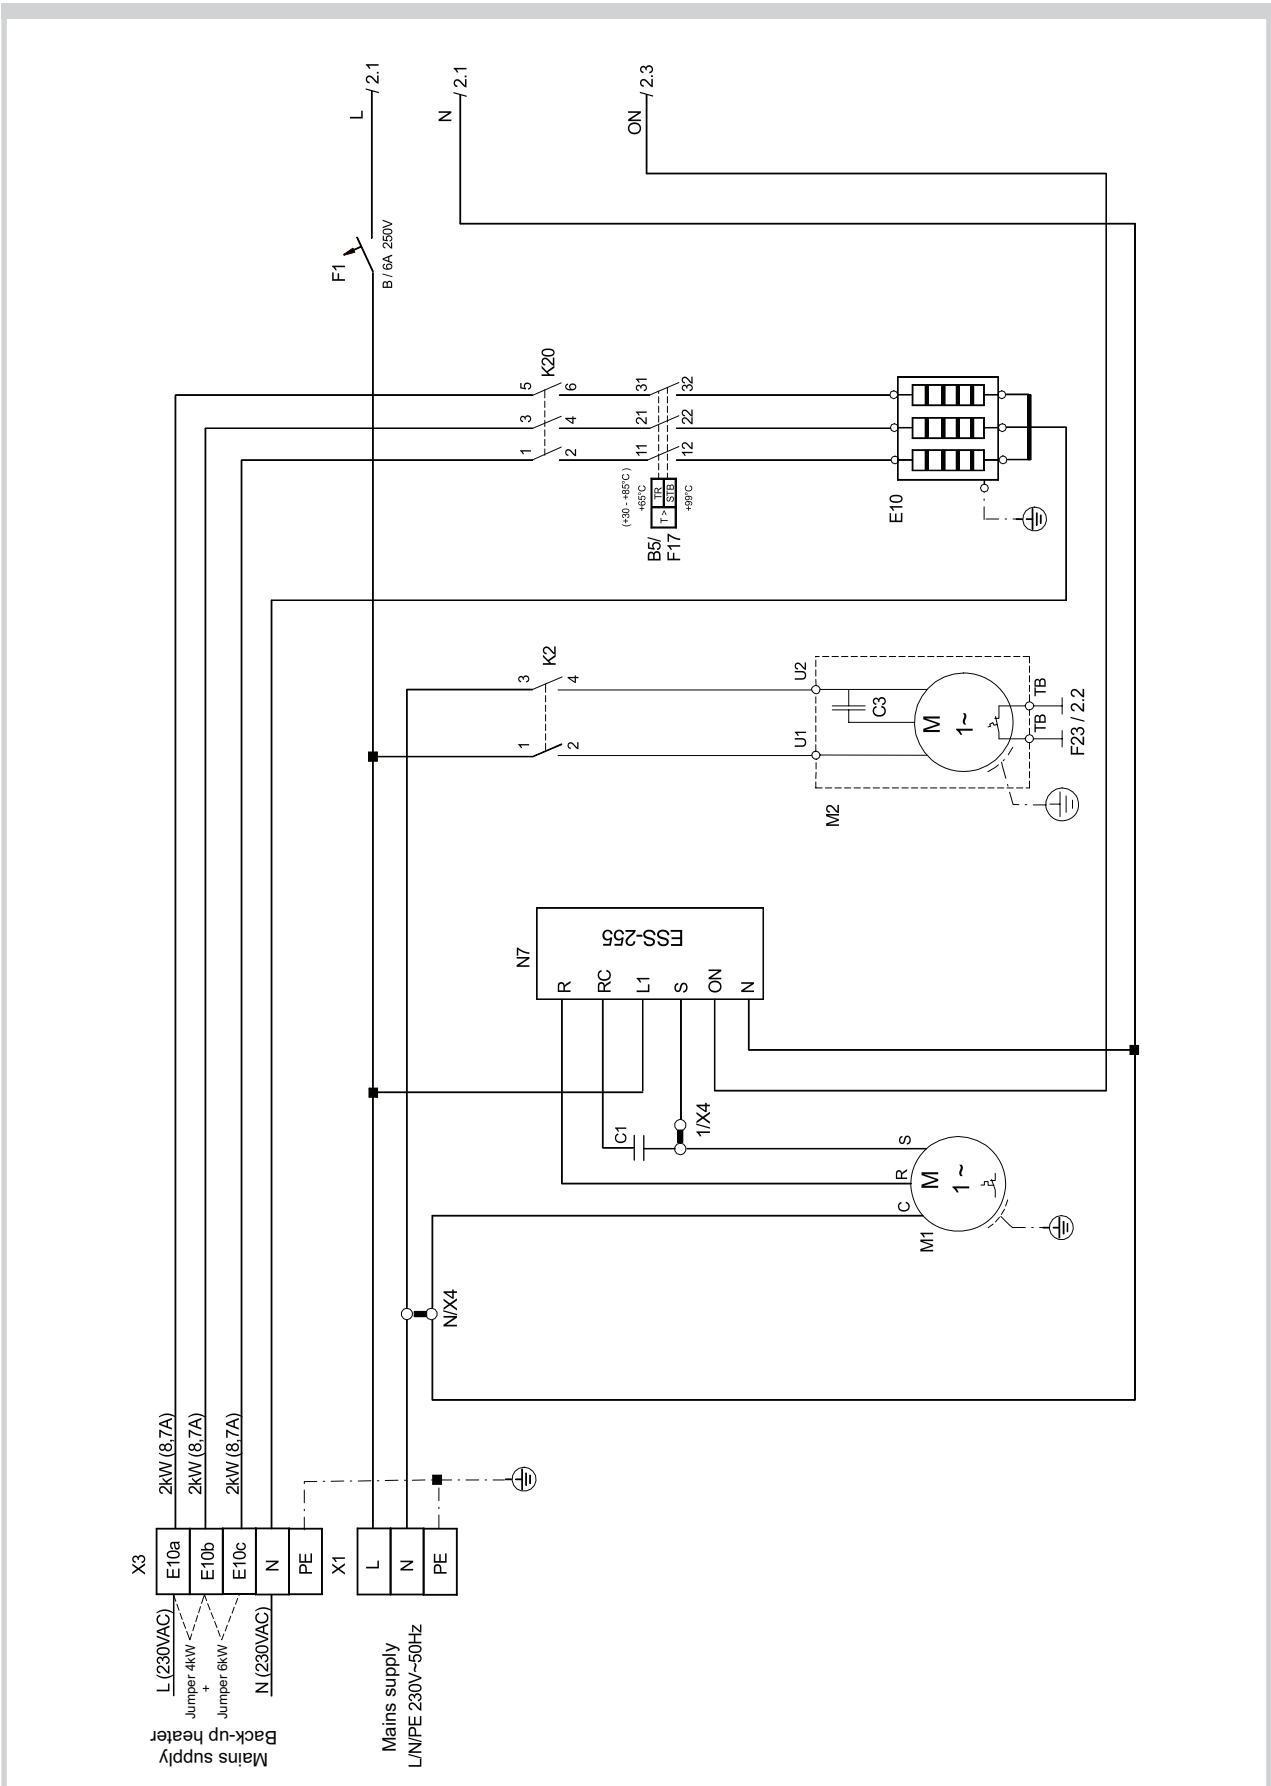 L / 2.1
N / 2.1
ON / 2.3
F1
B / 6A 250V
K20
5
6
3
4
1
2
31
32
21
22
11
12
(+30 - +85°C )
+65°C
TR
STB
T >
+99°C
B5/
F17
E10
K2
3
4
1
2
U2
U1
C3
M
1~
TB
TB
F23 / 2.2
M2
N7
ESS-255
R
RC
L1
S
ON
N
C1
1/X4
S
R
C
M
1 ~
M1
N/X4
2kW (8,7A)
2kW (8,7A)
2kW (8,7A)
X3
E10a
E10b
E10c
N
PE
X1
L
N
PE
L (230VAC)
Jumper 4kW
+
Jumper 6kW
N (230VAC)
Mains supply
Back-up heater
Mains supply
L/N/PE 230V~50Hz